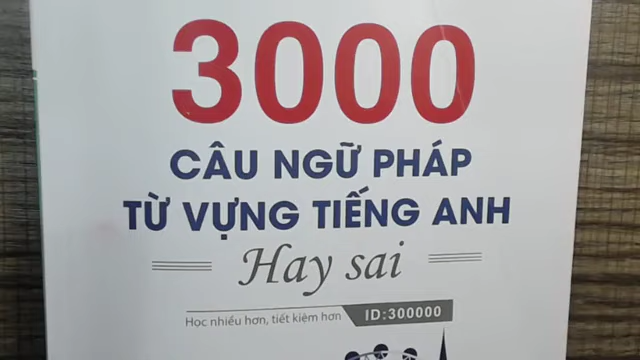 3000
CÂU NGỮ PHÁP
TỪ VỰNG TIẾNG ANH
Hay sai
Học nhiều hơn, tiết kiệm hơn ID:300000